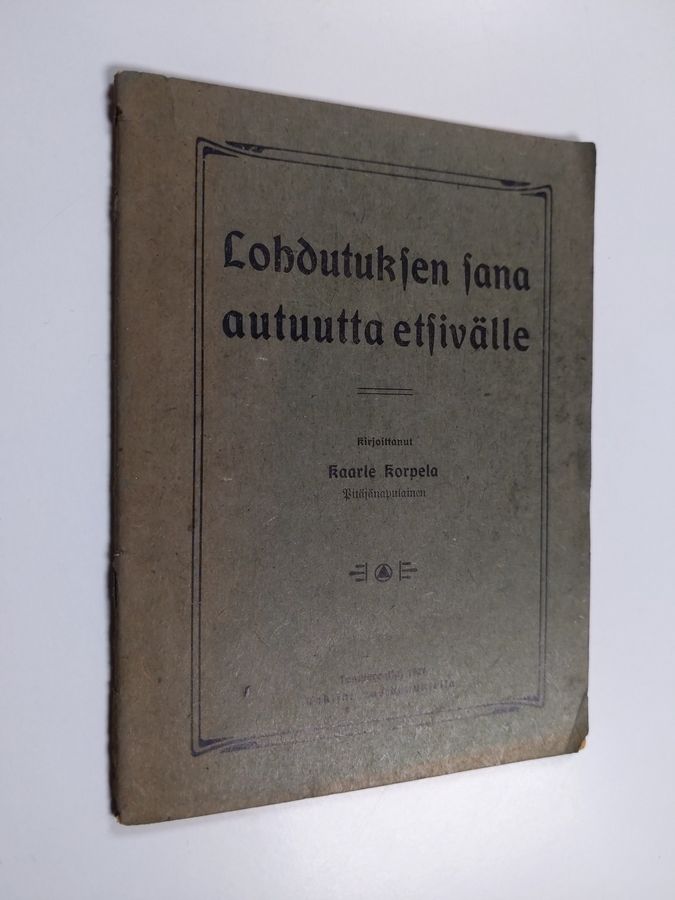 Lohdutuksen sana
autuutta etsivälle
Kirjoittanut
Kaarle Korpela
Pitäjänapulainen